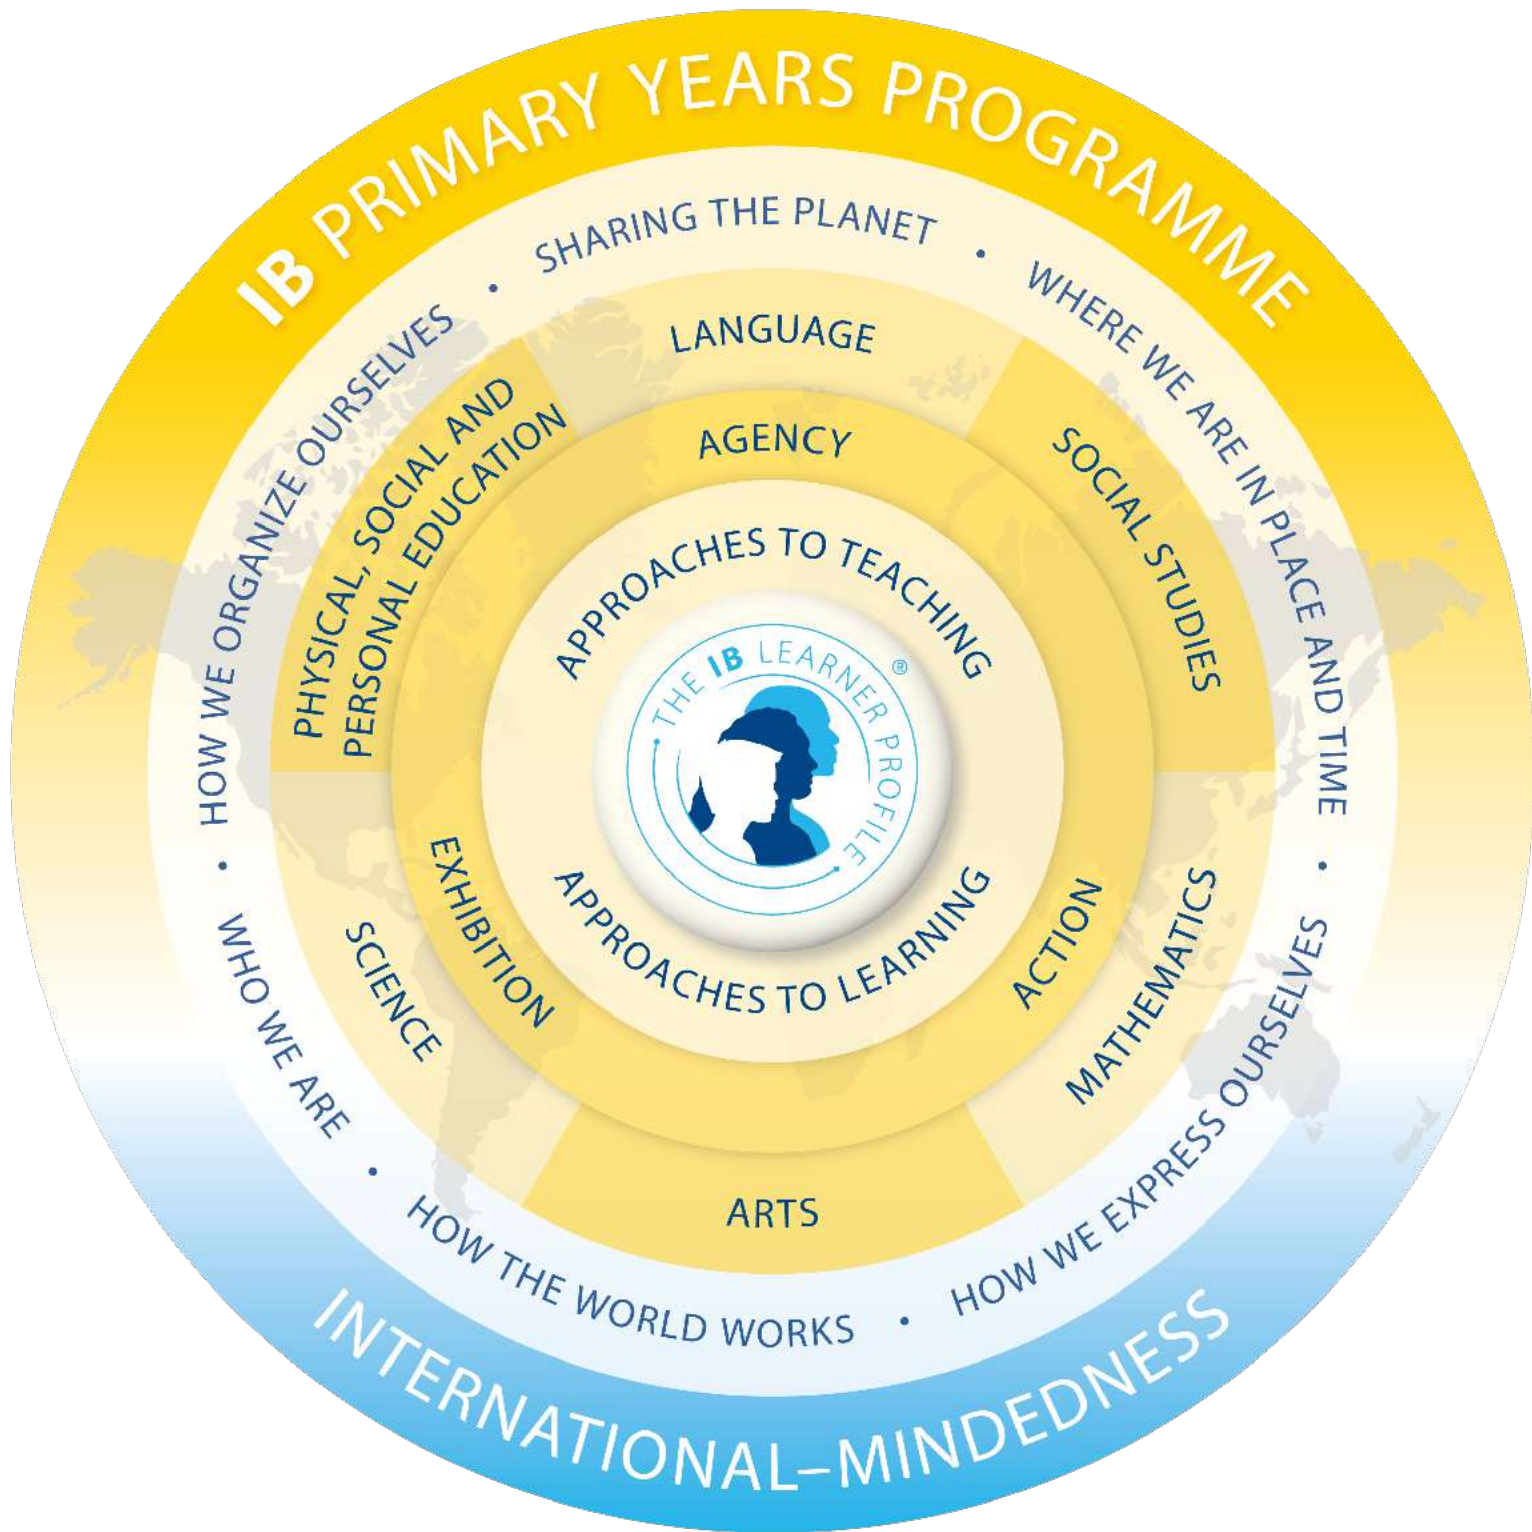 IB PRIMARY YEARS PROGRAMME
SHARING THE PLANET
•
WHERE WE ARE IN PLACE AND TIME
•
HOW WE EXPRESS OURSELVES
•
HOW THE WORLD WORKS
•
WHO WE ARE
•
HOW WE ORGANIZE OURSELVES
•
LANGUAGE
SOCIAL STUDIES
MATHEMATICS
ARTS
SCIENCE
PHYSICAL, SOCIAL AND
PERSONAL EDUCATION
AGENCY
ACTION
EXHIBITION
APPROACHES TO TEACHING
THE IB LEARNER PROFILE ®
APPROACHES TO LEARNING
INTERNATIONAL–MINDEDNESS